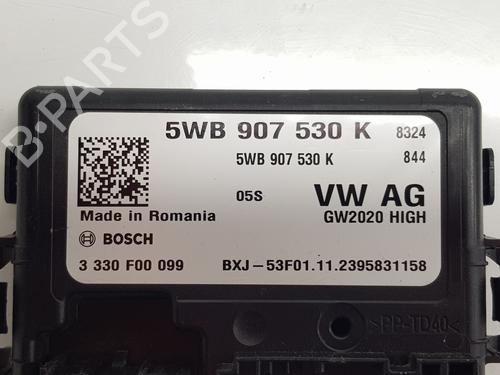 5WB 907 530 K 8324
5WB 907 530 K 844
05S VW AG
Made in Romania GW2020 HIGH
BOSCH
3 330 F00 099 BXJ-53F01.11.2395831158
>PP-TD40<
B-PARTS